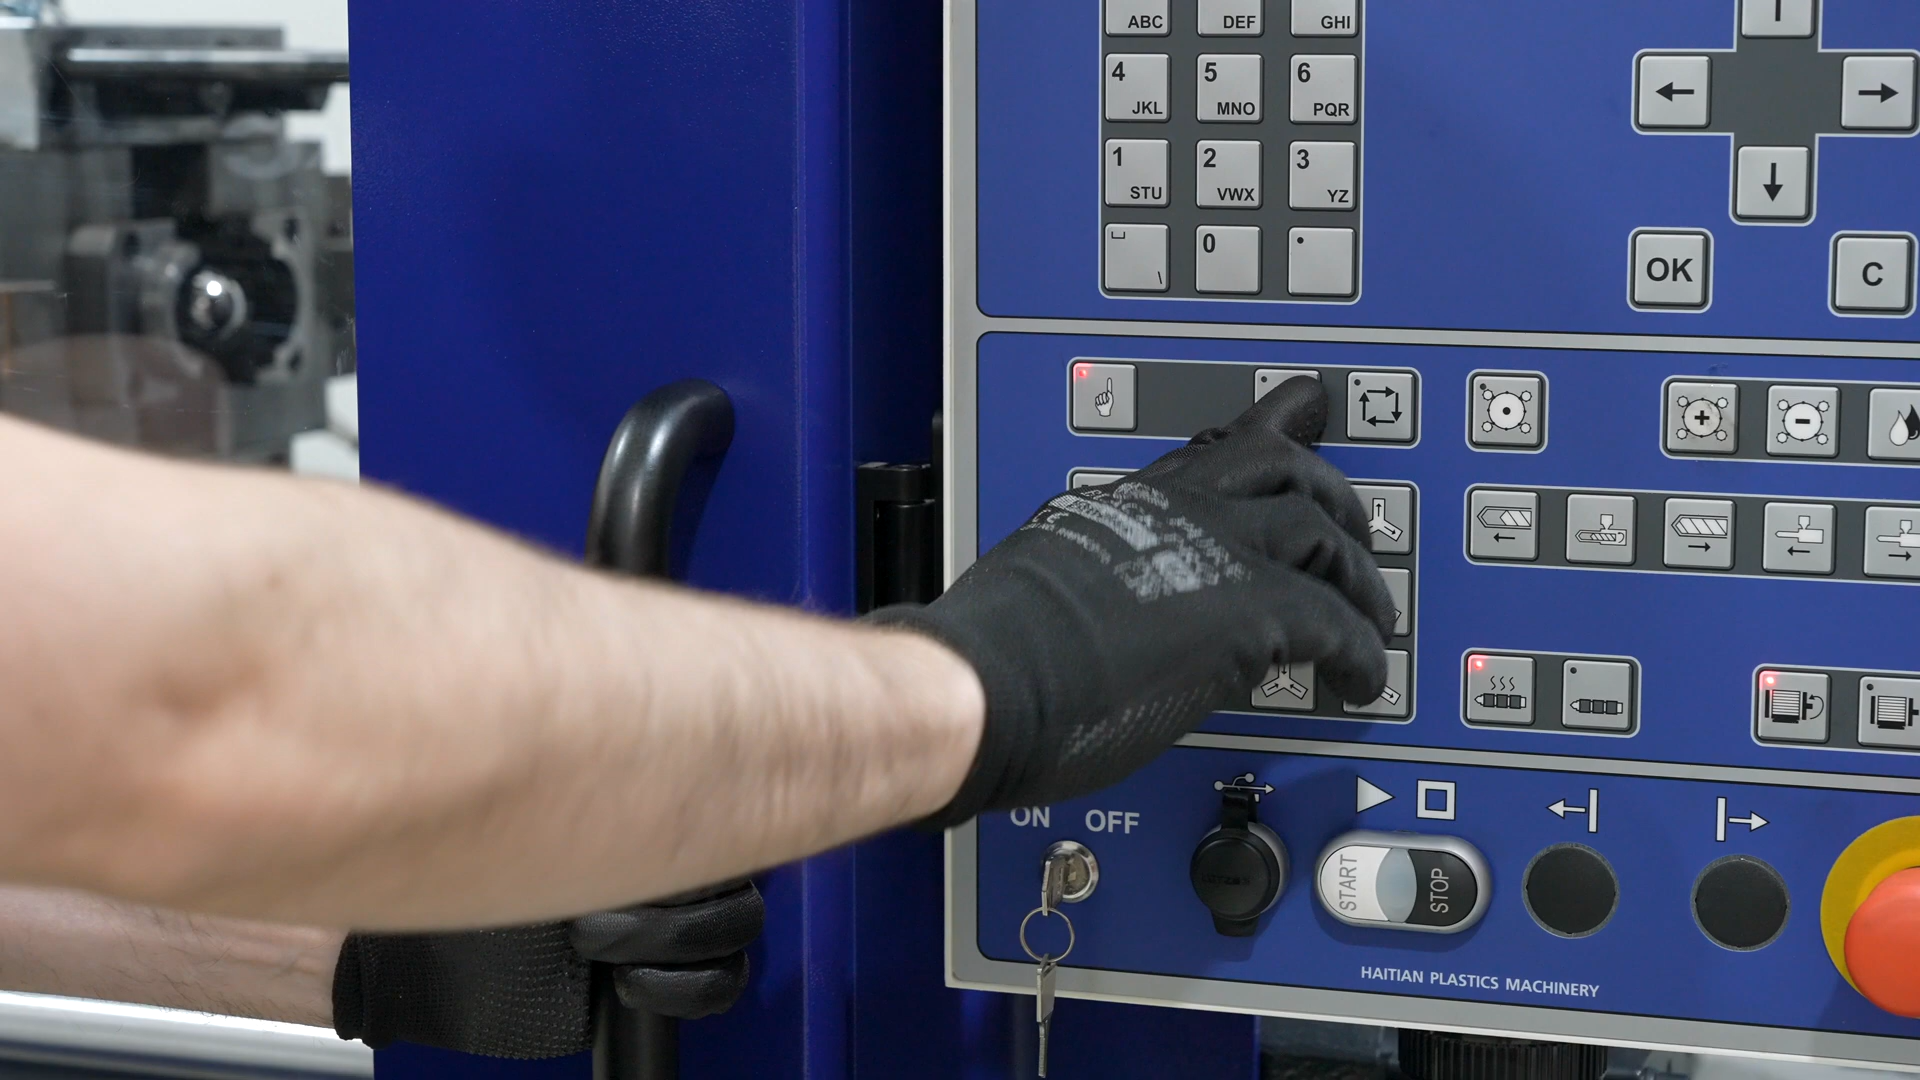 ABC DEF GHI
4 JKL 5 MNO 6 PQR
1 STU 2 VWX 3 YZ
0 .
\
OK C
+ -
CE
ON OFF
START STOP
HAITIAN PLASTICS MACHINERY